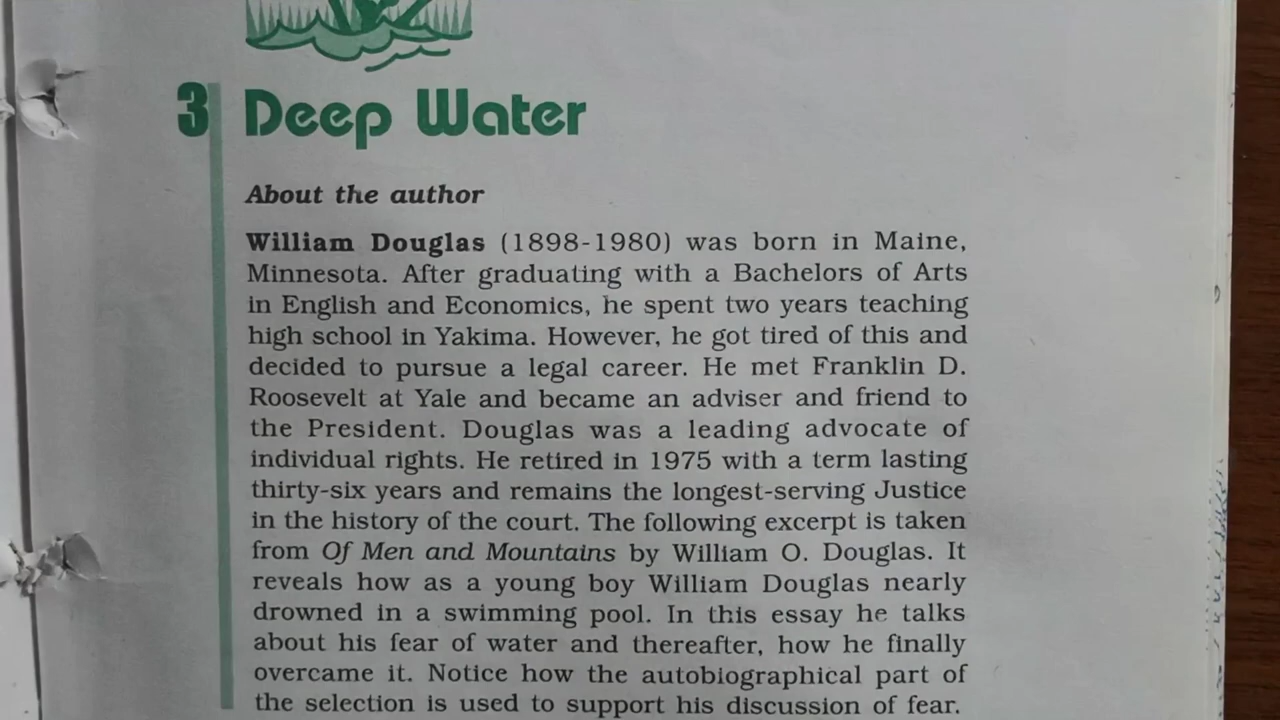 3 Deep Water
About the author
William Douglas (1898-1980) was born in Maine,
Minnesota. After graduating with a Bachelors of Arts
in English and Economics, he spent two years teaching
high school in Yakima. However, he got tired of this and
decided to pursue a legal career. He met Franklin D.
Roosevelt at Yale and became an adviser and friend to
the President. Douglas was a leading advocate of
individual rights. He retired in 1975 with a term lasting
thirty-six years and remains the longest-serving Justice
in the history of the court. The following excerpt is taken
from Of Men and Mountains by William O. Douglas. It
reveals how as a young boy William Douglas nearly
drowned in a swimming pool. In this essay he talks
about his fear of water and thereafter, how he finally
overcame it. Notice how the autobiographical part of
the selection is used to support his discussion of fear.